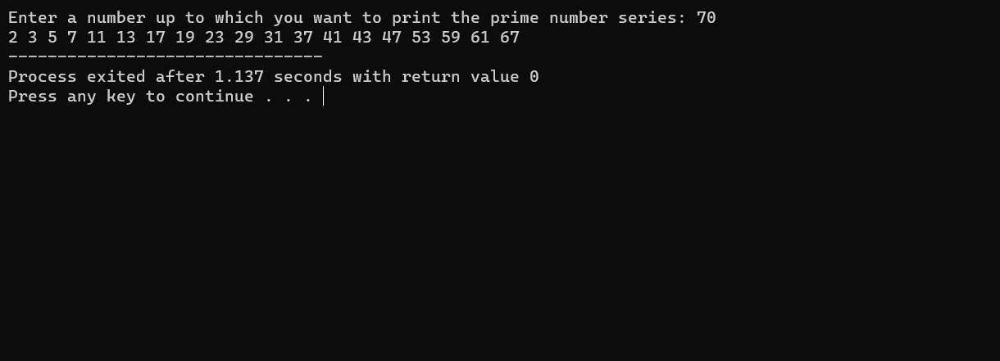 Enter a number up to which you want to print the prime number series: 70
2 3 5 7 11 13 17 19 23 29 31 37 41 43 47 53 59 61 67
--------------------------------
Process exited after 1.137 seconds with return value 0
Press any key to continue . . .